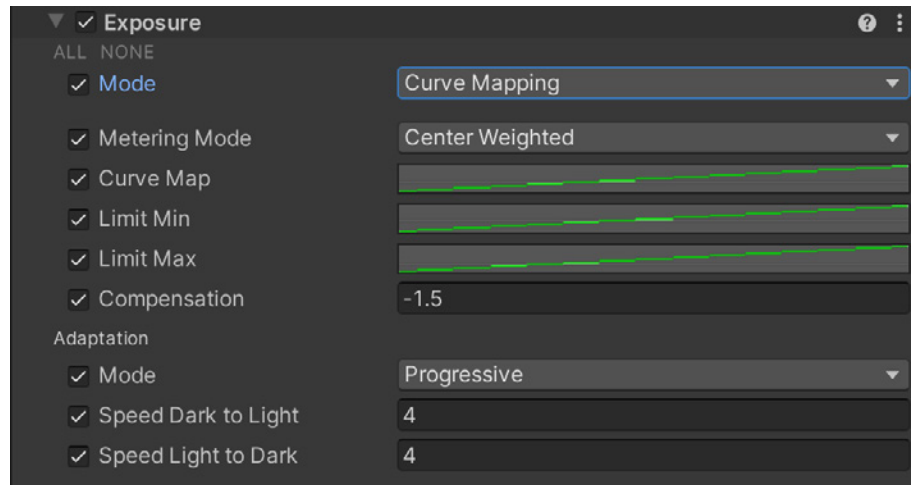 Exposure
ALL NONE
Mode Curve Mapping
Metering Mode Center Weighted
Curve Map
Limit Min
Limit Max
Compensation -1.5
Adaptation
Mode Progressive
Speed Dark to Light 4
Speed Light to Dark 4